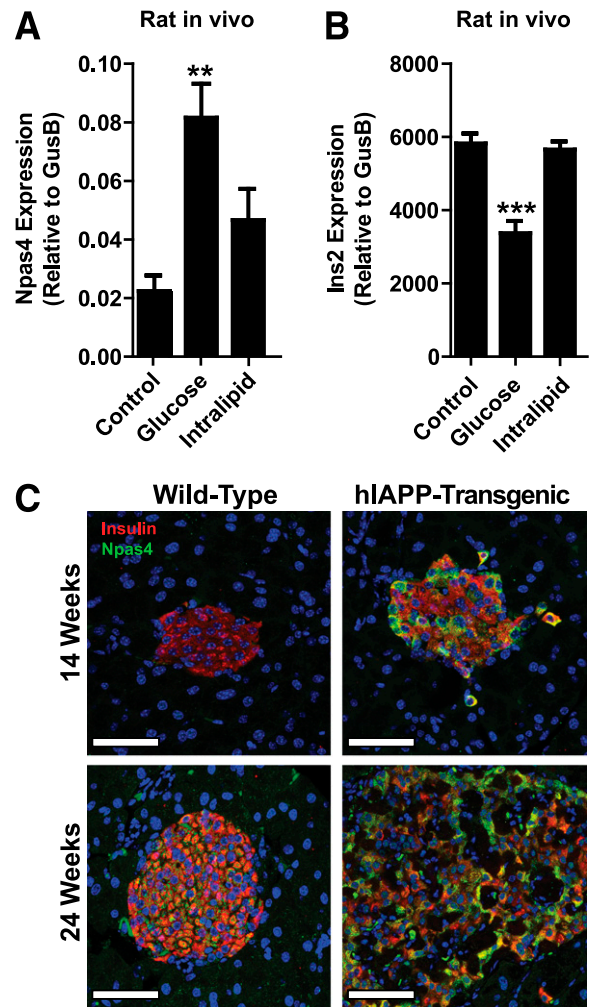 A
Rat in vivo
Npas4 Expression
(Relative to GusB)
0.10
0.08
0.06
0.04
0.02
0.00
**
Control
Glucose
Intralipid
B
Rat in vivo
Ins2 Expression
(Relative to GusB)
8000
6000
4000
2000
0
***
Control
Glucose
Intralipid
C
Wild-Type
hIAPP-Transgenic
Insulin
Npas4
14 Weeks
24 Weeks